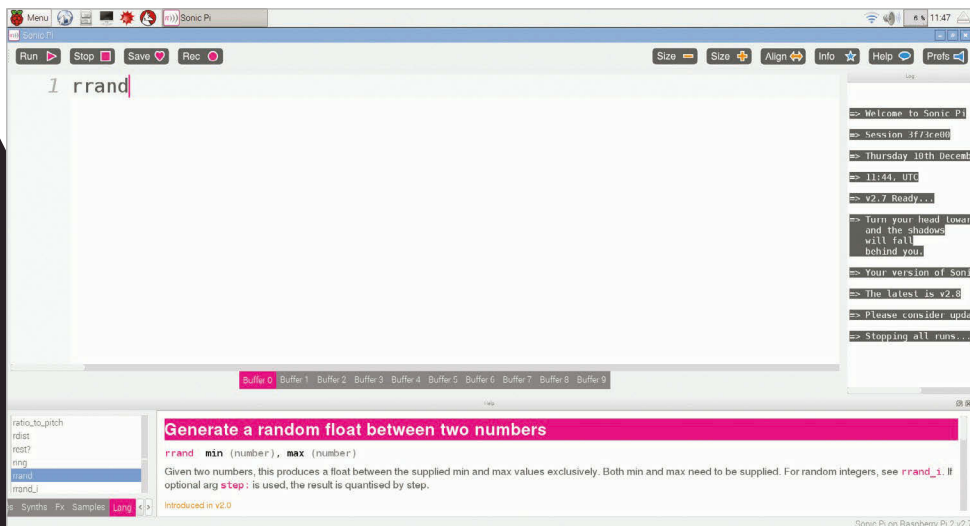 Menu
Sonic Pi
6 %
11:47
Sonic Pi
Run
Stop
Save
Rec
Size
Size
Align
Info
Help
Prefs
1 rrand
Log
=> Welcome to Sonic Pi
=> Session 3f73ce00
=> Thursday 10th Decemb
=> 11:44, UTC
=> v2.7 Ready...
=> Turn your head towar
and the shadows
will fall
behind you.
=> Your version of Soni
=> The latest is v2.8
=> Please consider upda
=> Stopping all runs...
Buffer 0 Buffer 1 Buffer 2 Buffer 3 Buffer 4 Buffer 5 Buffer 6 Buffer 7 Buffer 8 Buffer 9
Help
ratio_to_pitch
rdist
rest?
ring
rrand
rrand_i
s Synths Fx Samples Lang
Generate a random float between two numbers
rrand min (number), max (number)
Given two numbers, this produces a float between the supplied min and max values exclusively. Both min and max need to be supplied. For random integers, see rrand_i. If
optional arg step: is used, the result is quantised by step.
Introduced in v2.0
Sonic Pi on Raspberry Pi 2 v2.7